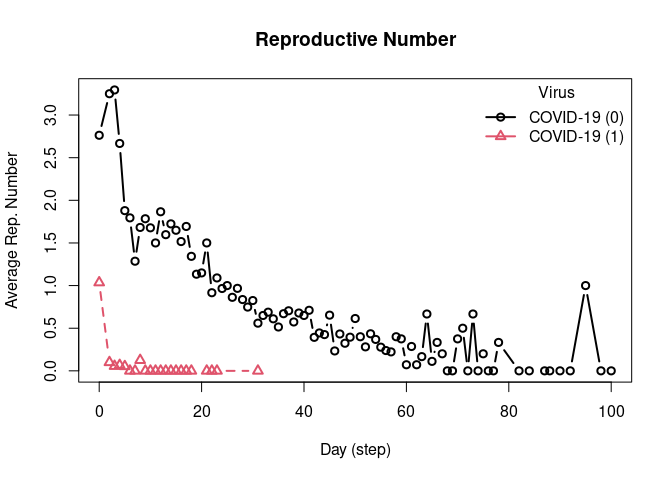 Reproductive Number
Virus
COVID-19 (0)
COVID-19 (1)
Average Rep. Number
3.0
2.5
2.0
1.5
1.0
0.5
0.0
0 20 40 60 80 100
Day (step)